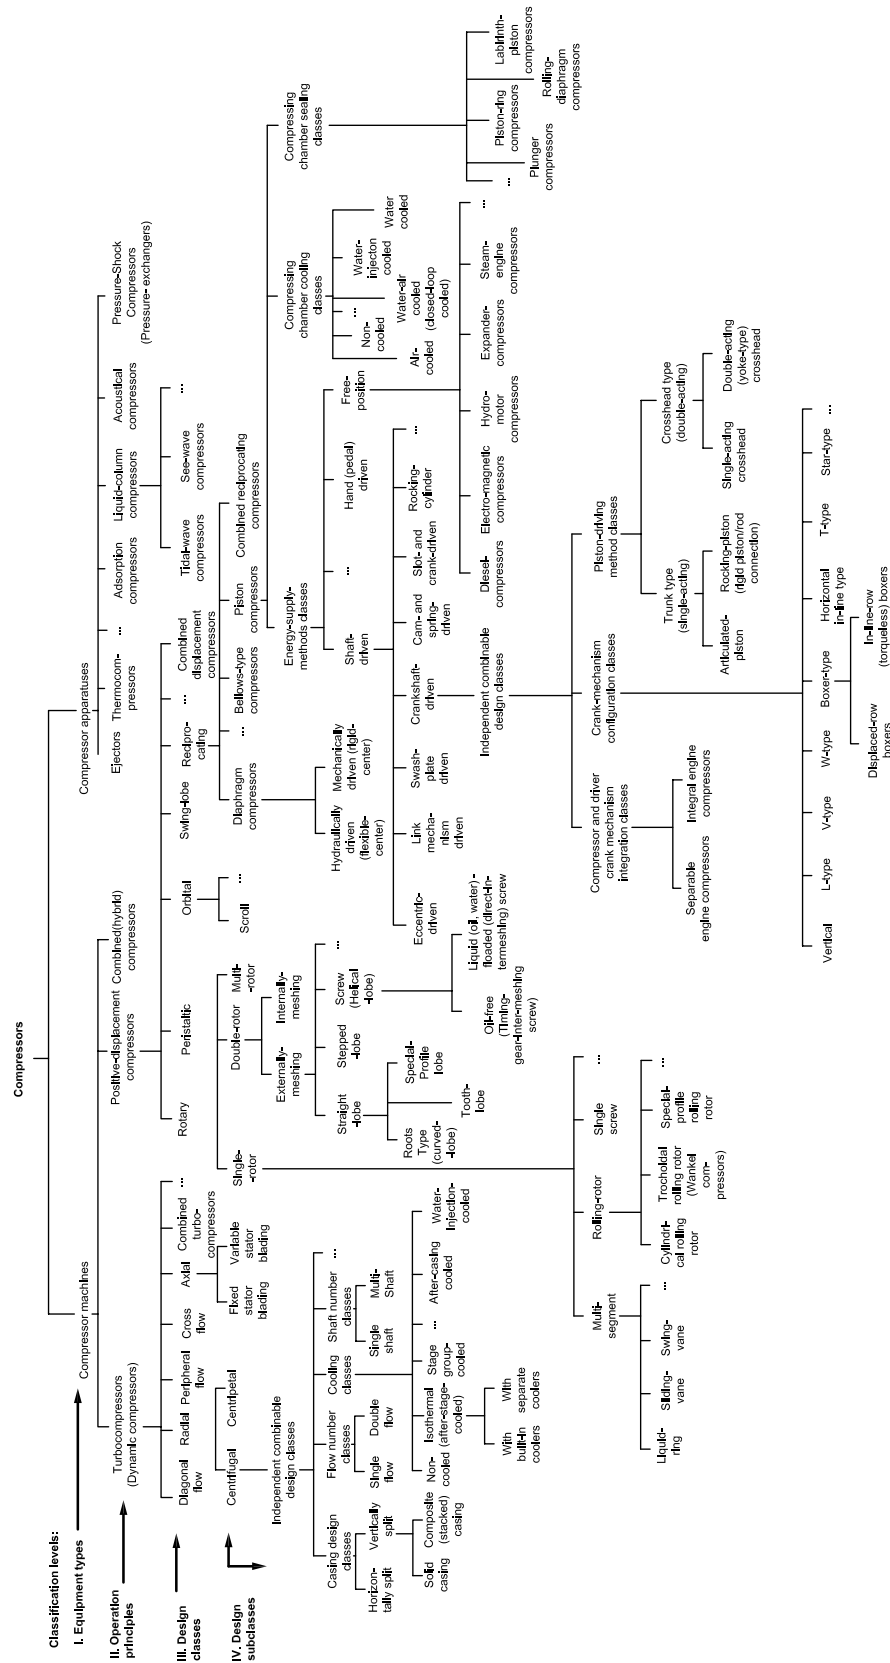 Compressors
Classification levels:
I. Equipment types
Compressor machines
Compressor apparatuses
II. Operation
principles
Turbocompressors
(Dynamic compressors)
Positive-displacement
compressors
Combined(hybrid)
compressors
Ejectors
Thermocom-
pressors
...
Adsorption
compressors
Liquid-column
compressors
Acoustical
compressors
Pressure-Shock
Compressors
(Pressure- exchangers)
Tidal-wave
compressors
See-wave
compressors
...
III. Design
classes
Diagonal
flow
Radial
Peripheral
flow
Cross
flow
Axial
Combined
turbo-
compressors
...
Rotary
Peristaltic
Orbital
Swing-lobe
Recipro-
cating
...
Combined
displacement
compressors
IV. Design
subclasses
Centrifugal
Centripetal
Fixed
stator
blading
Variable
stator
blading
Single-
-rotor
Double-rotor
Multi-
-rotor
Scroll
...
Diaphragm
compressors
...
Bellows-type
compressors
Piston
compressors
Combined reciprocating
compressors
Independent combinable
design classes
Externally-
meshing
Internally-
meshing
Hydraulically
driven
(flexible-
center)
Mechanically
driven (rigid-
center)
Energy-supply-
methods classes
Compressing
chamber cooling
classes
Compressing
chamber sealing
classes
Casing design
classes
Flow number
classes
Cooling
classes
Shaft number
classes
...
Straight
-lobe
Stepped
-lobe
Screw
(Helical
-lobe)
...
Shaft-
driven
...
Hand (pedal)
driven
Free-
position
Air-
cooled
Non-
cooled
...
Water-air
cooled
(closed-loop
cooled)
Water-
injecton
cooled
Water
cooled
Horizon-
tally split
Vertically
split
Single
flow
Double
flow
Single
shaft
Multi-
Shaft
Roots
Type
(curved-
-lobe)
Tooth-
-lobe
Special-
Profile
lobe
Oil-free
(Timing-
gear-inter-meshing
screw)
Liquid (oil, water) -
floaded (direct-in-
termeshing) screw
Eccentric-
driven
Link
mecha-
nism driven
Swash-
plate
driven
Crankshaft-
driven
Cam-and
spring-
driven
Slot-and
crank-driven
Rocking-
cylinder
...
Solid
casing
Composite
(stacked)
casing
Non-
cooled
Isothermal
(after-stage-
cooled)
Stage
group-
cooled
...
After-casing
cooled
Water-
Injection-
cooled
Diesel-
compressors
Electro-magnetic
compressors
Hydro-
motor
compressors
Expander-
compressors
Steam-
engine
compressors
...
...
Plunger
compressors
Piston-ring
compressors
Rolling-
diaphragm
compressors
Labirinth-
piston
compressors
With
built-in
coolers
With
separate
coolers
Independent combinable
design classes
Multi-
segment
Rolling-rotor
Single
screw
...
Compressor and driver
crank mechanism
integration classes
Crank-mechanism
configuration classes
Piston-driving
method classes
Liquid-
ring
Sliding-
vane
Swing-
vane
...
Cylindri-
cal rolling
rotor
Trochoidal
rolling rotor
(Wankel
com-
pressors)
Special-
profile
rolling
rotor
...
Separable
engine compressors
Integral engine
compressors
Trunk type
(single-acting)
Crosshead type
(double-acting)
Articulated-
piston
Rocking-piston
(rigid piston/rod
connection)
Single-acting
crosshead
Double-acting
(yoke-type)
crosshead
Vertical
L-type
V-type
W-type
Boxer-type
Horizontal
in-line type
T-type
Star-type
...
Displaced-row
boxers
In-line-row
(torqueless) boxers